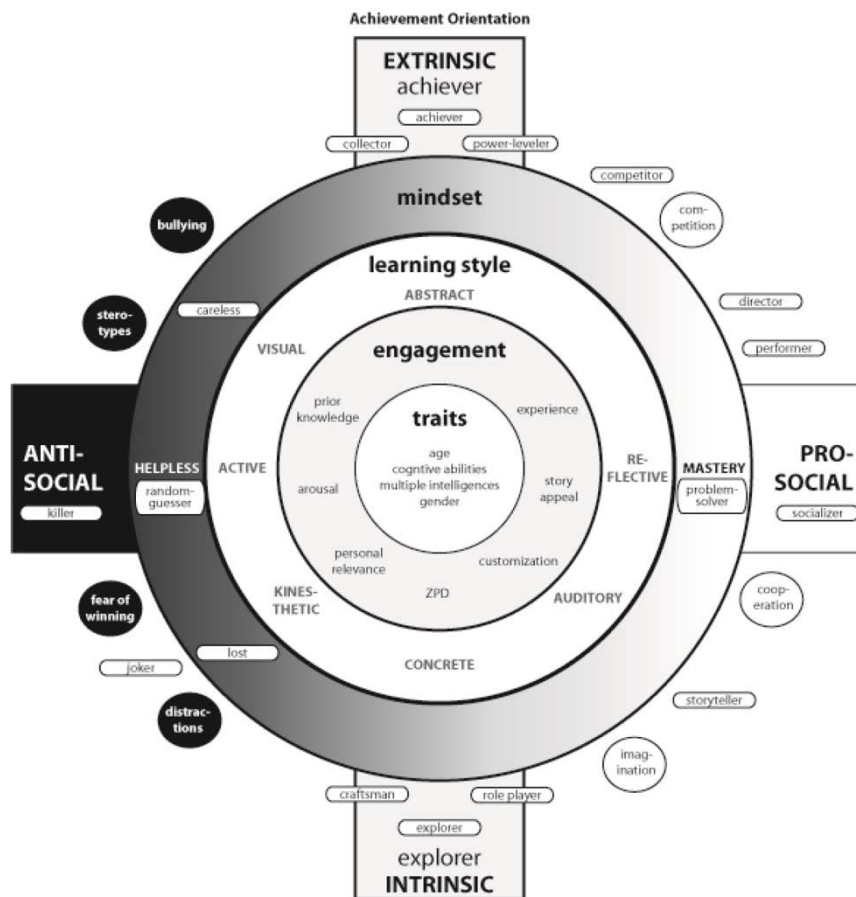 Achievement Orientation
EXTRINSIC
achiever
achiever
collector
power-leveler
competitor
mindset
com-
petition
bullying
learning style
ABSTRACT
director
careless
stero-
types
VISUAL
engagement
performer
prior
knowledge
traits
experience
ANTI-
SOCIAL
killer
HELPLESS
random-
guesser
ACTIVE
arousal
age
cogntive abilities
multiple intelligences
gender
story
appeal
RE-
FLECTIVE
MASTERY
problem-
solver
PRO-
SOCIAL
socializer
personal
relevance
customization
ZPD
KINES-
THETIC
AUDITORY
fear of
winning
coop-
eration
lost
joker
CONCRETE
distrac-
tions
storyteller
imag-
ination
craftsman
role player
explorer
explorer
INTRINSIC